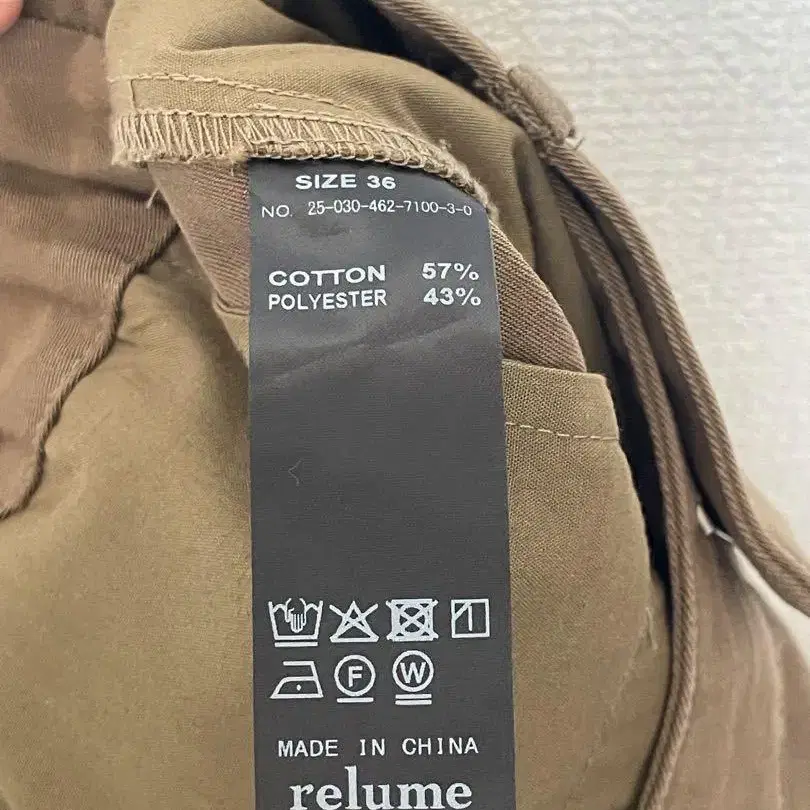 SIZE 36
NO. 25-030-462-7100-3-0
COTTON 57%
POLYESTER 43%
F W
MADE IN CHINA
relume